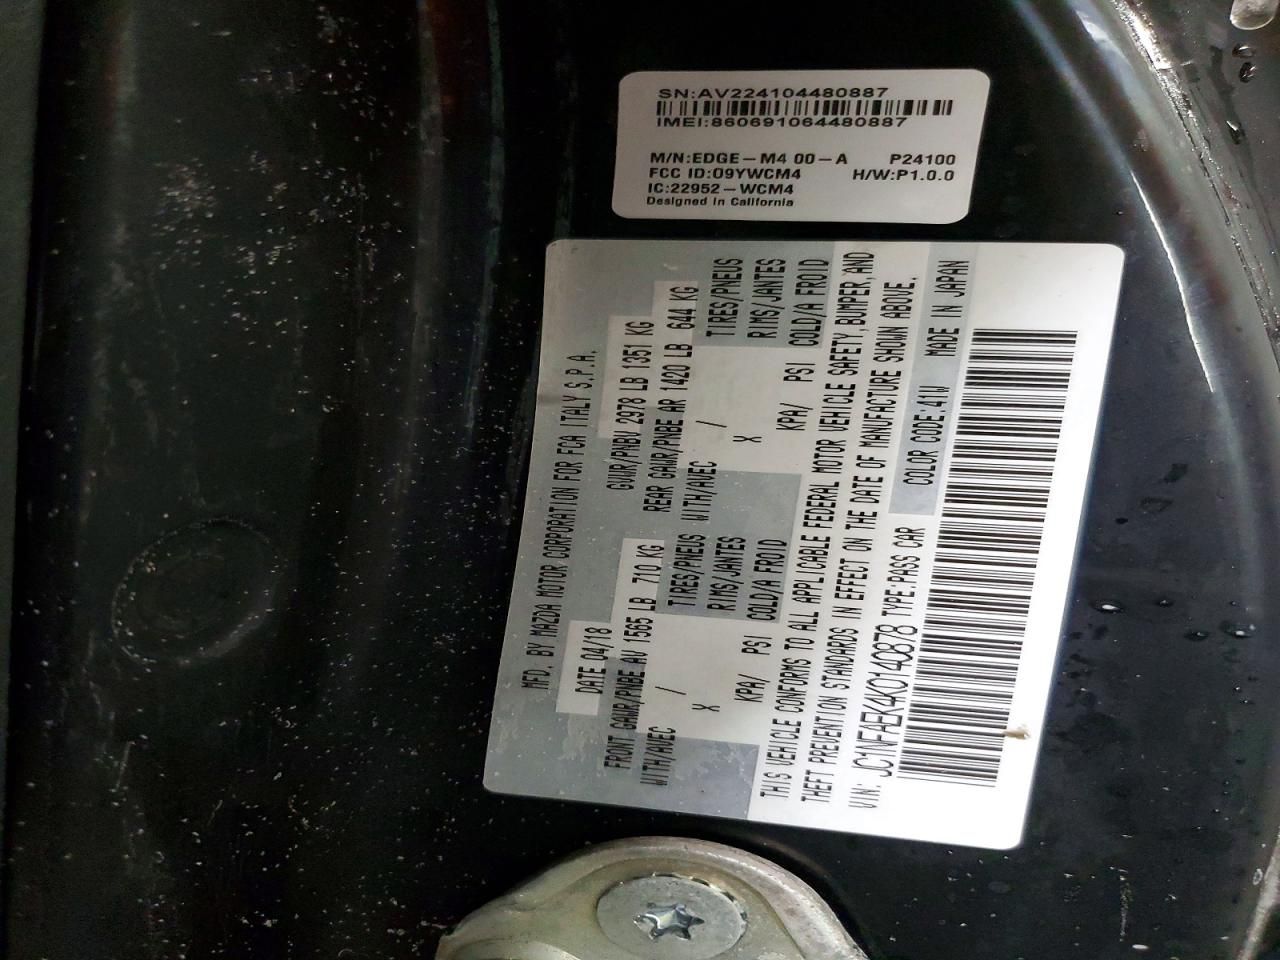 SN:AV224104480887
IMEI:860691064480887
M/N:EDGE-M4 00-A P24100
FCC ID:09YWCM4 H/W:P1.0.0
IC:22952-WCM4
Designed in California
MFD. BY MAZDA MOTOR CORPORATION FOR FCA ITALY S.P.A.
DATE 04/18 GVWR/PNBV 2978 LB 1351 KG
FRONT GAWR/PNBE AV 1565 LB 710 KG REAR GAWR/PNBE AR 1420 LB 644 KG
WITH/AVEC / TIRES/PNEUS WITH/AVEC / TIRES/PNEUS
X RIMS/JANTES X RIMS/JANTES
KPA/ PSI COLD/A FROID KPA/ PSI COLD/A FROID
THIS VEHICLE CONFORMS TO ALL APPLICABLE FEDERAL MOTOR VEHICLE SAFETY, BUMPER, AND
THEFT PREVENTION STANDARDS IN EFFECT ON THE DATE OF MANUFACTURE SHOWN ABOVE.
VIN: JC1NFAEK4K0140878 TYPE:PASS CAR COLOR CODE:41W MADE IN JAPAN